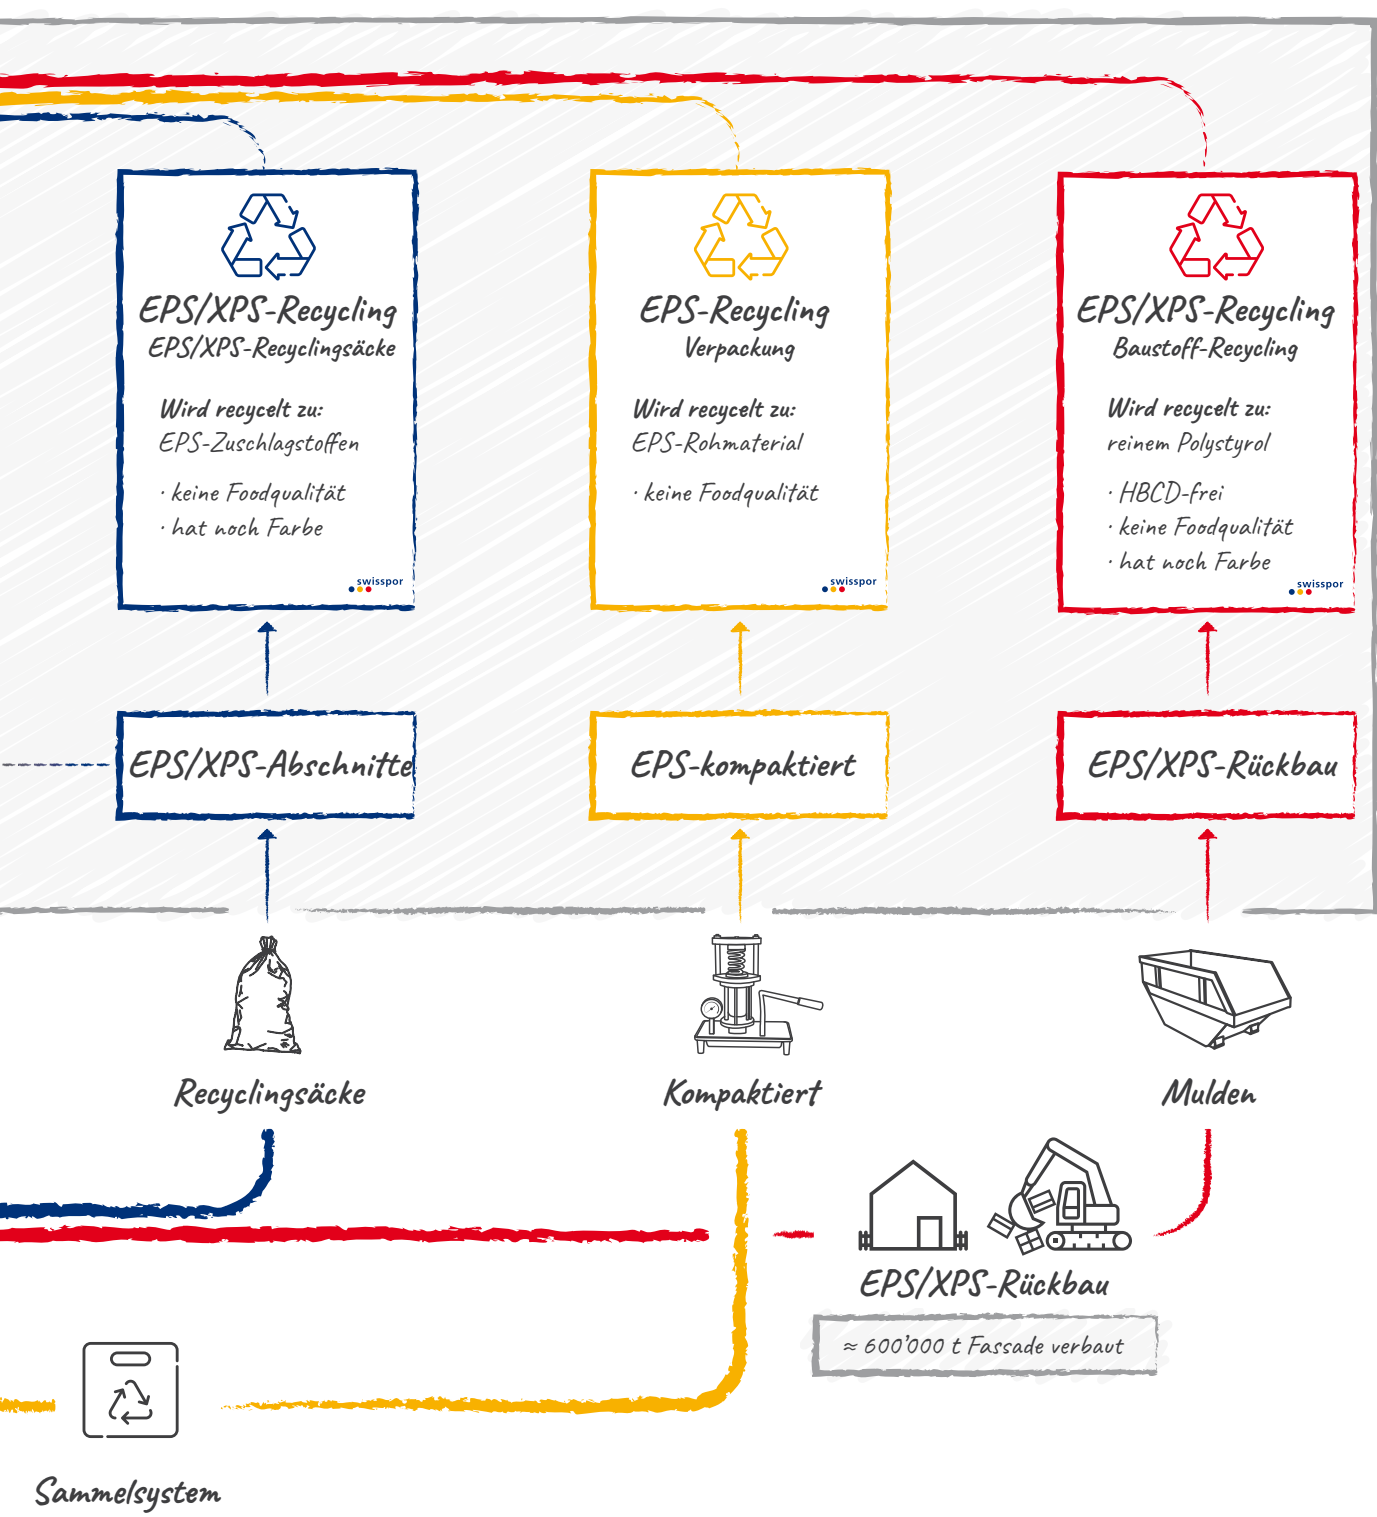 EPS/XPS-Recycling
EPS/XPS-Recyclingsäcke
Wird recycelt zu:
EPS-Zuschlagstoffen
· keine Foodqualität
· hat noch Farbe
swisspor
EPS-Recycling
Verpackung
Wird recycelt zu:
EPS-Rohmaterial
· keine Foodqualität
swisspor
EPS/XPS-Recycling
Baustoff-Recycling
Wird recycelt zu:
reinem Polystyrol
· HBCD-frei
· keine Foodqualität
· hat noch Farbe
swisspor
EPS/XPS-Abschnitte
EPS-kompaktiert
EPS/XPS-Rückbau
Recyclingsäcke
Kompaktiert
Mulden
EPS/XPS-Rückbau
≈ 600’000 t Fassade verbaut
Sammelsystem